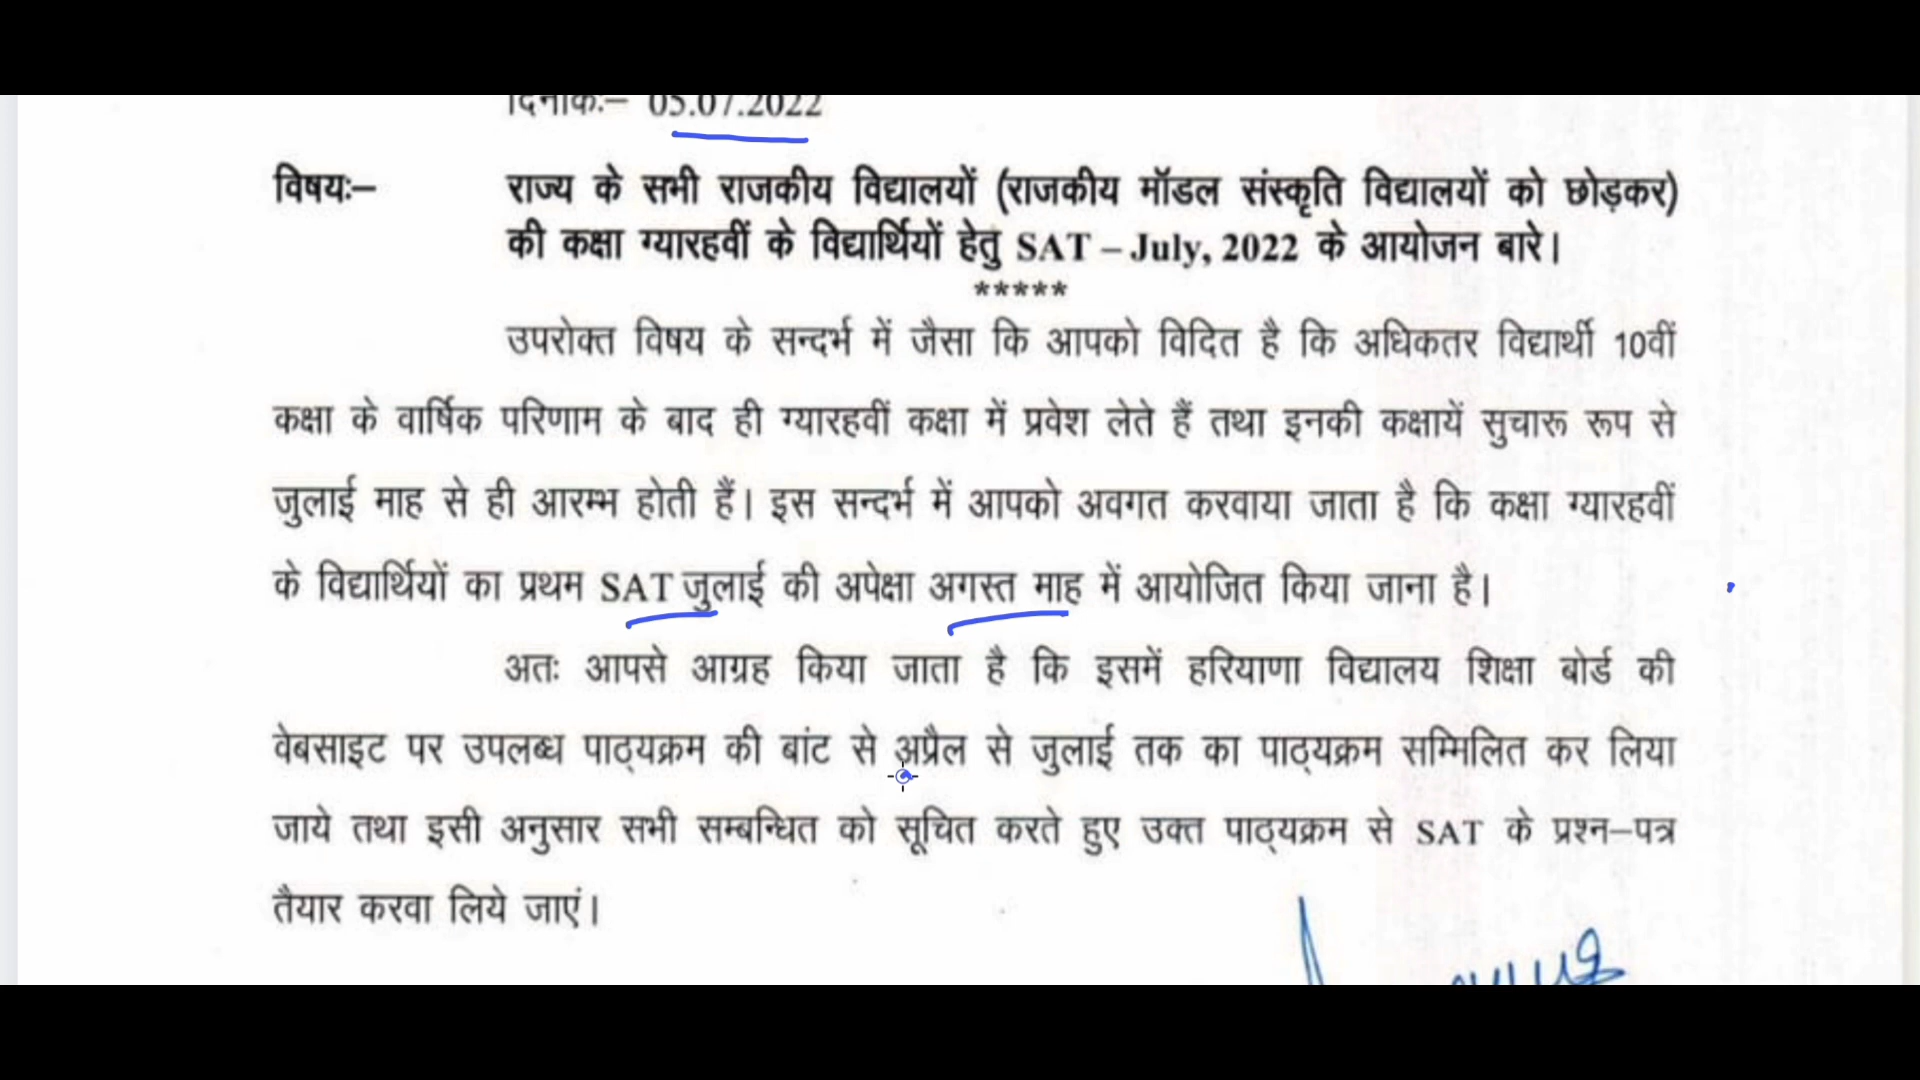 दिनांकः– 05.07.2022
विषयः– राज्य के सभी राजकीय विद्यालयों (राजकीय मॉडल संस्कृति विद्यालयों को छोड़कर)
की कक्षा ग्यारहवीं के विद्यार्थियों हेतु SAT – July, 2022 के आयोजन बारे।
*****
उपरोक्त विषय के सन्दर्भ में जैसा कि आपको विदित है कि अधिकतर विद्यार्थी 10वीं
कक्षा के वार्षिक परिणाम के बाद ही ग्यारहवीं कक्षा में प्रवेश लेते हैं तथा इनकी कक्षायें सुचारू रूप से
जुलाई माह से ही आरम्भ होती हैं। इस सन्दर्भ में आपको अवगत करवाया जाता है कि कक्षा ग्यारहवीं
के विद्यार्थियों का प्रथम SAT जुलाई की अपेक्षा अगस्त माह में आयोजित किया जाना है।
अतः आपसे आग्रह किया जाता है कि इसमें हरियाणा विद्यालय शिक्षा बोर्ड की
वेबसाइट पर उपलब्ध पाठ्यक्रम की बांट से अप्रैल से जुलाई तक का पाठ्यक्रम सम्मिलित कर लिया
जाये तथा इसी अनुसार सभी सम्बन्धित को सूचित करते हुए उक्त पाठ्यक्रम से SAT के प्रश्न–पत्र
तैयार करवा लिये जाएं।